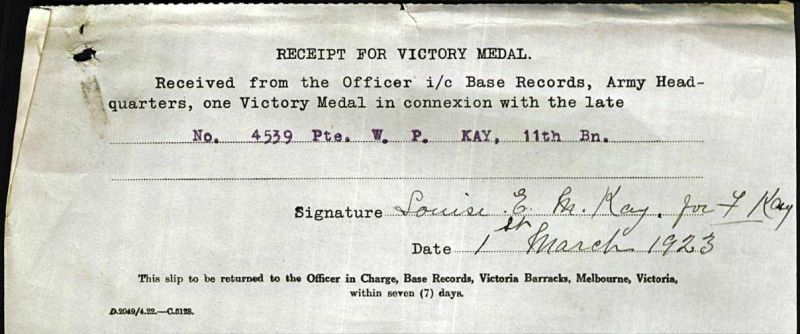 RECEIPT FOR VICTORY MEDAL.
Received from the Officer i/c Base Records, Army Head-
quarters, one Victory Medal in connexion with the late
No. 4539 Pte. W. P. KAY, 11th Bn.
Signature Louise E. M. Kay. for F Kay
Date 1st March 1923
This slip to be returned to the Officer in Charge, Base Records, Victoria Barracks, Melbourne, Victoria,
within seven (7) days.
D.2049/4.22.—C.5128.